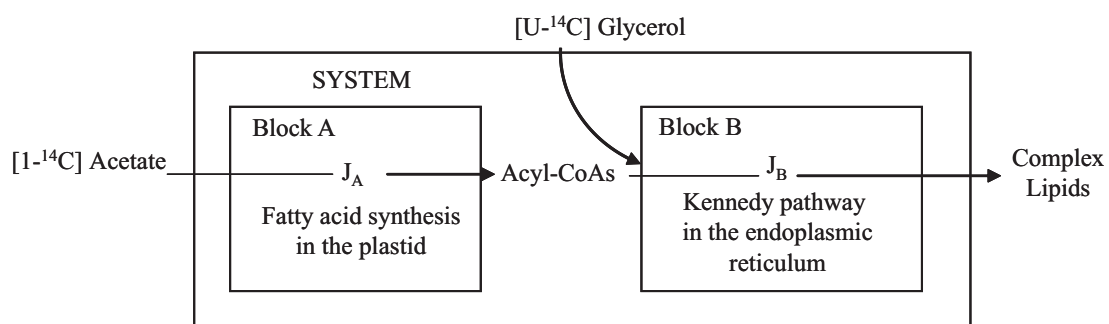 [U-¹⁴C] Glycerol
SYSTEM
Block A
Block B
[1-¹⁴C] Acetate
J_A
Acyl-CoAs
J_B
Complex
Lipids
Fatty acid synthesis
in the plastid
Kennedy pathway
in the endoplasmic
reticulum